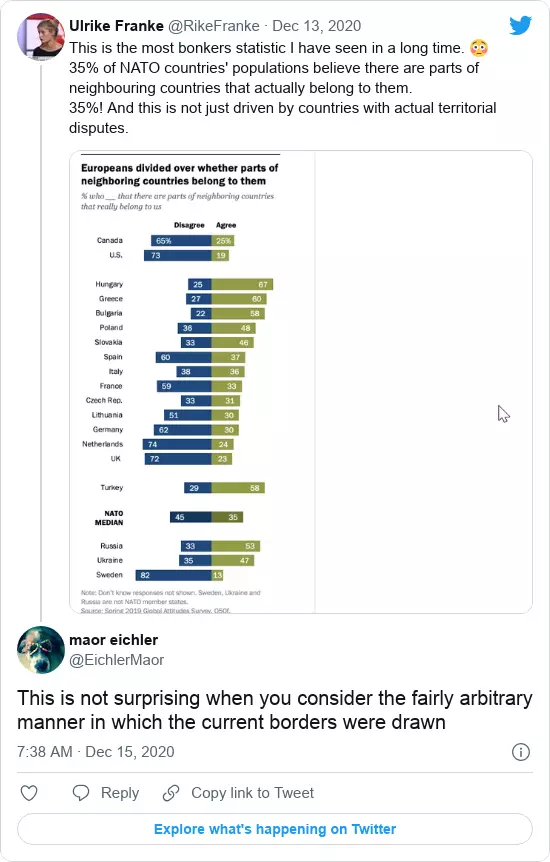 Ulrike Franke @RikeFranke · Dec 13, 2020
This is the most bonkers statistic I have seen in a long time. 😳
35% of NATO countries' populations believe there are parts of
neighbouring countries that actually belong to them.
35%! And this is not just driven by countries with actual territorial
disputes.
Europeans divided over whether parts of
neighboring countries belong to them
% who __ that there are parts of neighboring countries
that really belong to us
Disagree Agree
Canada 65% 25%
U.S. 73 19
Hungary 25 67
Greece 27 60
Bulgaria 22 58
Poland 36 48
Slovakia 33 46
Spain 60 37
Italy 38 36
France 59 33
Czech Rep. 33 31
Lithuania 51 30
Germany 62 30
Netherlands 74 24
UK 72 23
Turkey 29 58
NATO
MEDIAN 45 35
Russia 33 53
Ukraine 35 47
Sweden 82 13
Note: Don't know responses not shown. Sweden, Ukraine and
Russia are not NATO member states.
Source: Spring 2019 Global Attitudes Survey. Q50f.
maor eichler
@EichlerMaor
This is not surprising when you consider the fairly arbitrary
manner in which the current borders were drawn
7:38 AM · Dec 15, 2020
Reply Copy link to Tweet
Explore what's happening on Twitter